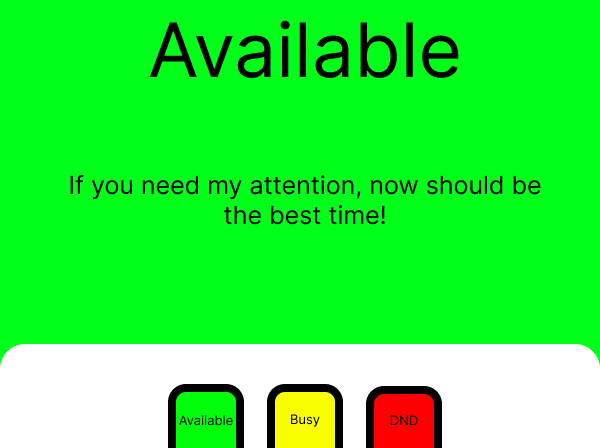 Available
If you need my attention, now should be
the best time!
Available
Busy
DND